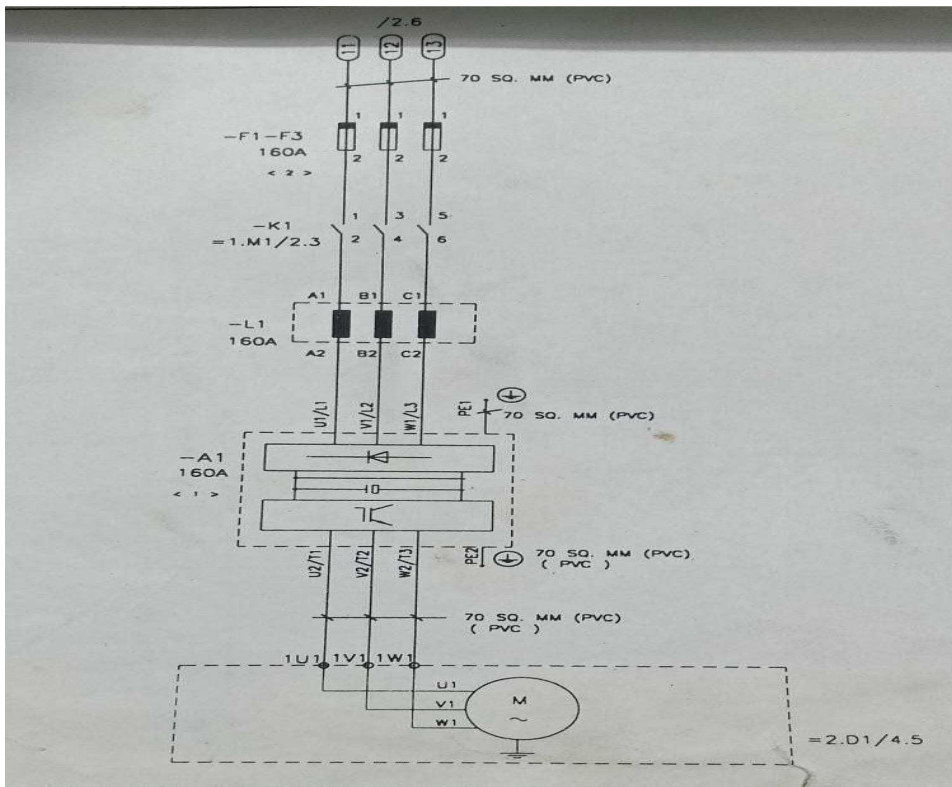 /2.6
11 12 13
70 SQ. MM (PVC)
1 1 1
-F1-F3
160A
2 2 2
< 2 >
1 3 5
-K1
=1.M1/2.3
2 4 6
A1 B1 C1
-L1
160A
A2 B2 C2
U1/L1 V1/L2 W1/L3 PE1
70 SQ. MM (PVC)
-A1
160A
< 1 >
U2/T1 V2/T2 W2/T3 PE2
70 SQ. MM (PVC)
( PVC )
70 SQ. MM (PVC)
( PVC )
1U1 1V1 1W1
U1
V1
W1
M
~
=2.D1/4.5